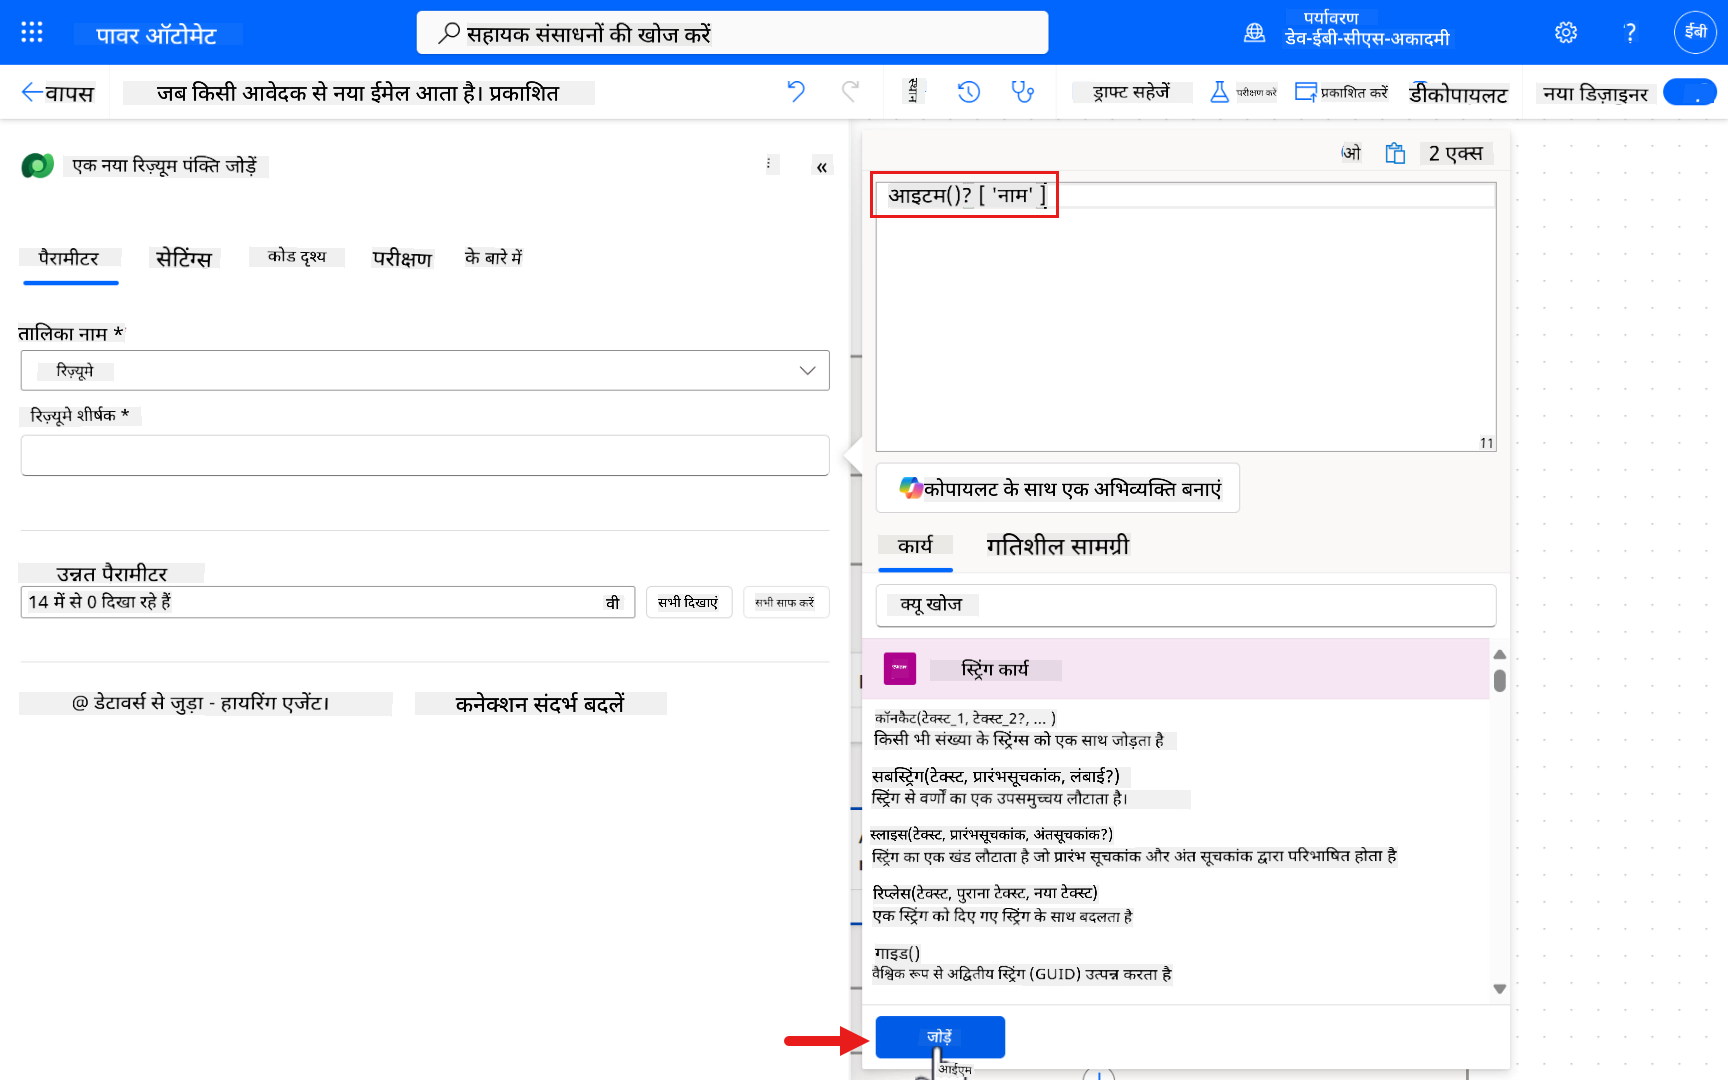 पावर ऑटोमेट
सहायक संसाधनों की खोज करें
पर्यावरण
डेव-ईबी-सीएस-अकादमी
?
ईबी
वापस
जब किसी आवेदक से नया ईमेल आता है। प्रकाशित
ड्राफ्ट सहेजें
परीक्षण करें
प्रकाशित करें
डीकोपायलट
नया डिज़ाइनर
एक नया रिज़्यूम पंक्ति जोड़ें
«
पैरामीटर
सेटिंग्स
कोड दृश्य
परीक्षण
के बारे में
तालिका नाम *
रिज़्यूमे
रिज़्यूमे शीर्षक *
उन्नत पैरामीटर
14 में से 0 दिखा रहे हैं
वी
सभी दिखाएं
सभी साफ करें
@ डेटावर्स से जुड़ा - हायरिंग एजेंट।
कनेक्शन संदर्भ बदलें
ओ
2 एक्स
आइटम()? [ 'नाम' ]
11
कोपायलट के साथ एक अभिव्यक्ति बनाएं
कार्य
गतिशील सामग्री
क्यू खोज
स्ट्रिंग कार्य
कॉनकैट(टेक्स्ट_1, टेक्स्ट_2?, ... )
किसी भी संख्या के स्ट्रिंग्स को एक साथ जोड़ता है
सबस्ट्रिंग(टेक्स्ट, प्रारंभसूचकांक, लंबाई?)
स्ट्रिंग से वर्णों का एक उपसमुच्चय लौटाता है।
स्लाइस(टेक्स्ट, प्रारंभसूचकांक, अंतसूचकांक?)
स्ट्रिंग का एक खंड लौटाता है जो प्रारंभ सूचकांक और अंत सूचकांक द्वारा परिभाषित होता है
रिप्लेस(टेक्स्ट, पुराना टेक्स्ट, नया टेक्स्ट)
एक स्ट्रिंग को दिए गए स्ट्रिंग के साथ बदलता है
गाइड()
वैश्विक रूप से अद्वितीय स्ट्रिंग (GUID) उत्पन्न करता है
जोड़ें
आईएम